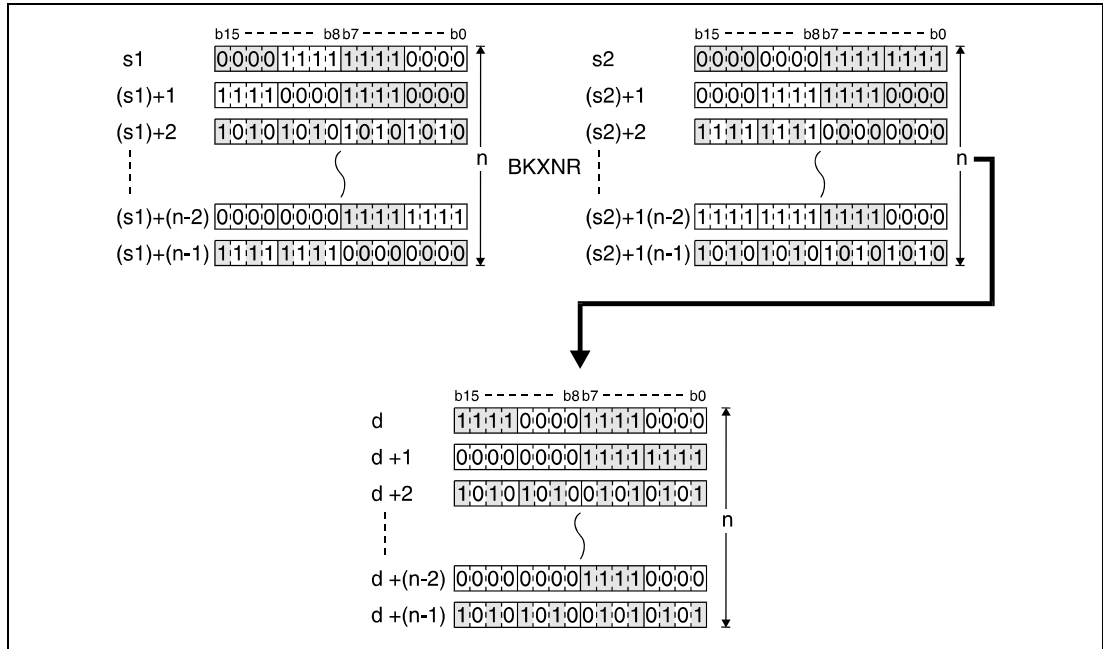 b15 b8 b7 b0
s1 0000111111110000
(s1)+1 1111000011110000
(s1)+2 1010101010101010
(s1)+(n-2) 0000000011111111
(s1)+(n-1) 1111111100000000
n
BKXNR
b15 b8 b7 b0
s2 0000000011111111
(s2)+1 0000111111110000
(s2)+2 1111111100000000
(s2)+1(n-2) 1111111111110000
(s2)+1(n-1) 1010101010101010
n
b15 b8 b7 b0
d 1111000011110000
d +1 0000000011111111
d +2 1010101001010101
d +(n-2) 0000000011110000
d +(n-1) 1010101001010101
n